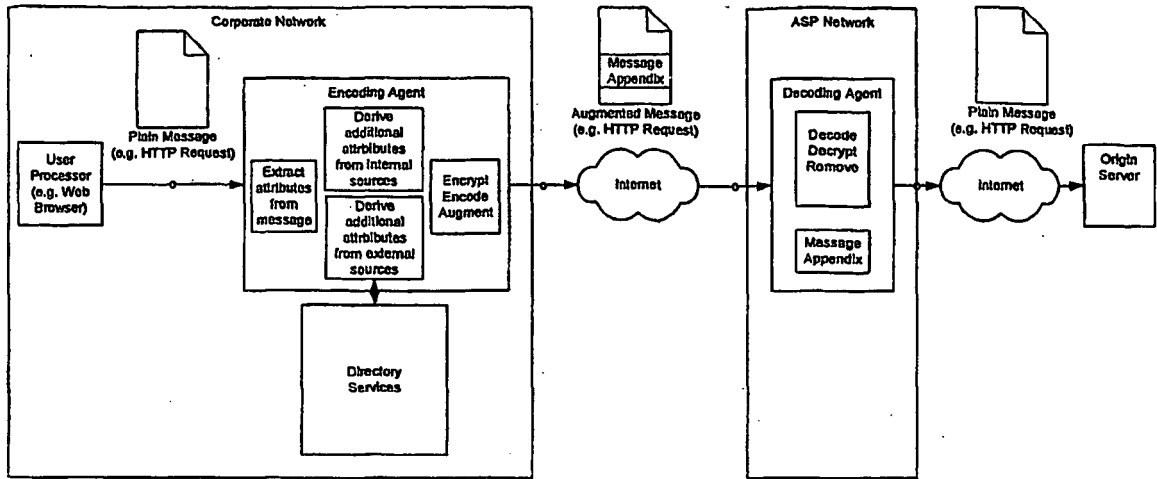 Corporate Network
Plain Message
(e.g. HTTP Request)
User
Processor
(e.g. Web
Browser)
Encoding Agent
Extract
attributes
from
message
Derive
additional
attrbibutes
from internal
sources
Derive
additional
attrbibutes
from external
sources
Encrypt
Encode
Augment
Directory
Services
Message
Appendix
Augmented Message
(e.g. HTTP Request)
Internet
ASP Network
Decoding Agent
Decode
Decrypt
Remove
Message
Appendix
Plain Message
(e.g. HTTP Request)
Internet
Origin
Server